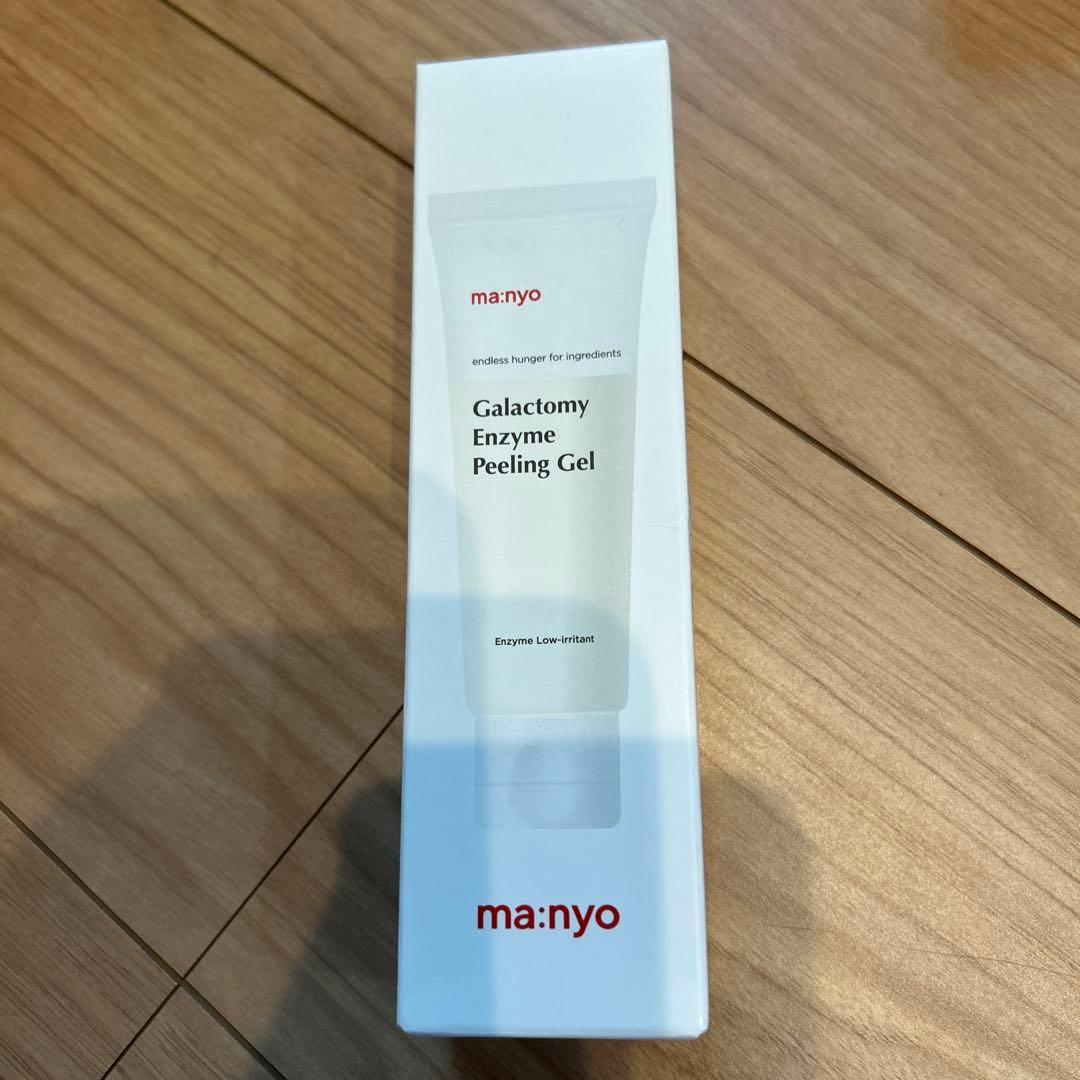 ma:nyo
endless hunger for ingredients
Galactomy
Enzyme
Peeling Gel
Enzyme Low-irritant
ma:nyo